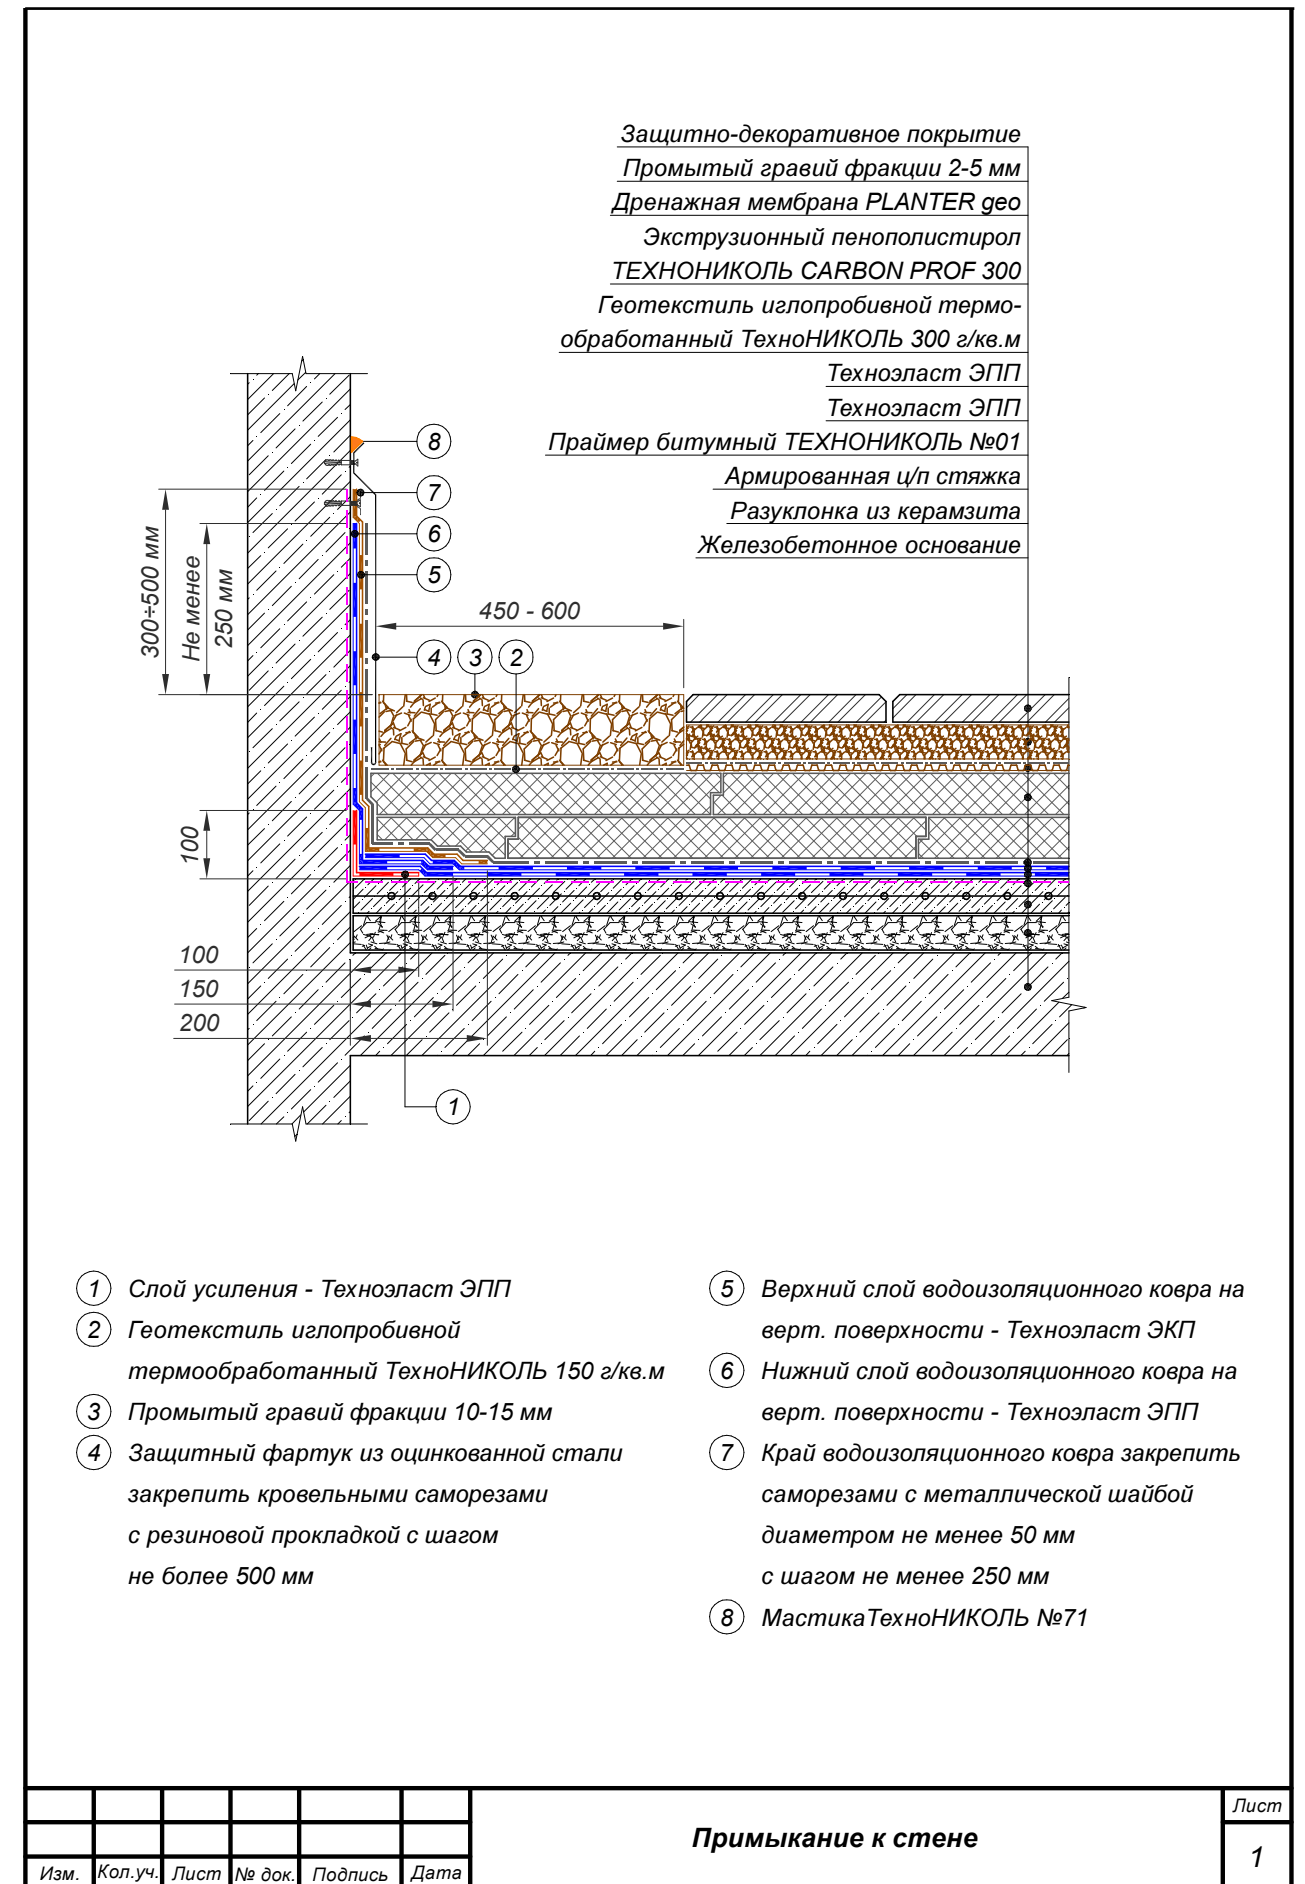 Защитно-декоративное покрытие
Промытый гравий фракции 2-5 мм
Дренажная мембрана PLANTER geo
Экструзионный пенополистирол
ТЕХНОНИКОЛЬ CARBON PROF 300
Геотекстиль иглопробивной термо-
обработанный ТехноНИКОЛЬ 300 г/кв.м
Техноэласт ЭПП
Техноэласт ЭПП
Праймер битумный ТЕХНОНИКОЛЬ №01
Армированная ц/п стяжка
Разуклонка из керамзита
Железобетонное основание
8
7
6
5
300÷500 мм
Не менее
250 мм
450 - 600
4 3 2
100
100
150
200
1
1 Слой усиления - Техноэласт ЭПП
2 Геотекстиль иглопробивной
термообработанный ТехноНИКОЛЬ 150 г/кв.м
3 Промытый гравий фракции 10-15 мм
4 Защитный фартук из оцинкованной стали
закрепить кровельными саморезами
с резиновой прокладкой с шагом
не более 500 мм
5 Верхний слой водоизоляционного ковра на
верт. поверхности - Техноэласт ЭКП
6 Нижний слой водоизоляционного ковра на
верт. поверхности - Техноэласт ЭПП
7 Край водоизоляционного ковра закрепить
саморезами с металлической шайбой
диаметром не менее 50 мм
с шагом не менее 250 мм
8 МастикаТехноНИКОЛЬ №71
Изм. Кол.уч. Лист № док. Подпись Дата
Примыкание к стене
Лист
1